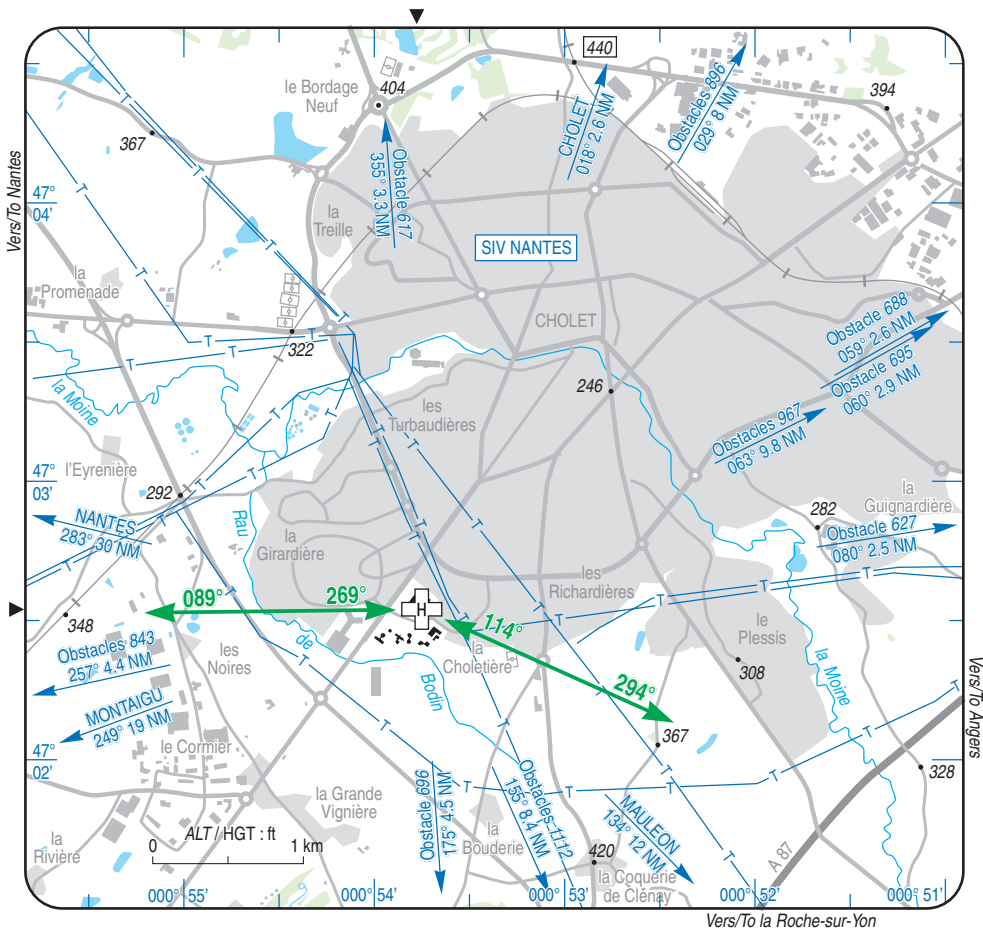 440
le Bordage
Neuf
404
394
367
CHOLET
018° 2.6 NM
Obstacles 896
029° 8 NM
Obstacle 617
355° 3.3 NM
Vers/To Nantes
47°
04'
la
Treille
SIV NANTES
la
Promenade
322
CHOLET
Obstacle 688
059° 2.6 NM
Obstacle 695
060° 2.9 NM
la Moine
246
les
Turbaudières
Obstacles 967
063° 9.8 NM
l'Eyrenière
47°
03'
292
la
Guignardière
282
NANTES
283° 30 NM
Rau
la
Girardière
Obstacle 627
080° 2.5 NM
les
Richardières
089°
269°
H
114°
348
le
Plessis
Obstacles 843
257° 4.4 NM
les
Noires
de
la
Choletière
308
la Moine
294°
Bodin
MONTAIGU
249° 19 NM
Vers/To Angers
le Cormier
367
47°
02'
328
Obstacle 696
175° 4.5 NM
Obstacles 1112
155° 8.4 NM
MAULEON
134° 12 NM
la Grande
Vignière
ALT / HGT : ft
0 1 km
la
Rivière
la
Bouderie
420
la Coquerie
de Clénay
A 87
000° 55'
000° 54'
000° 53'
000° 52'
000° 51'
Vers/To la Roche-sur-Yon
T T T T T T T T T T T T T T T T T T T T T T T T T T T T T T